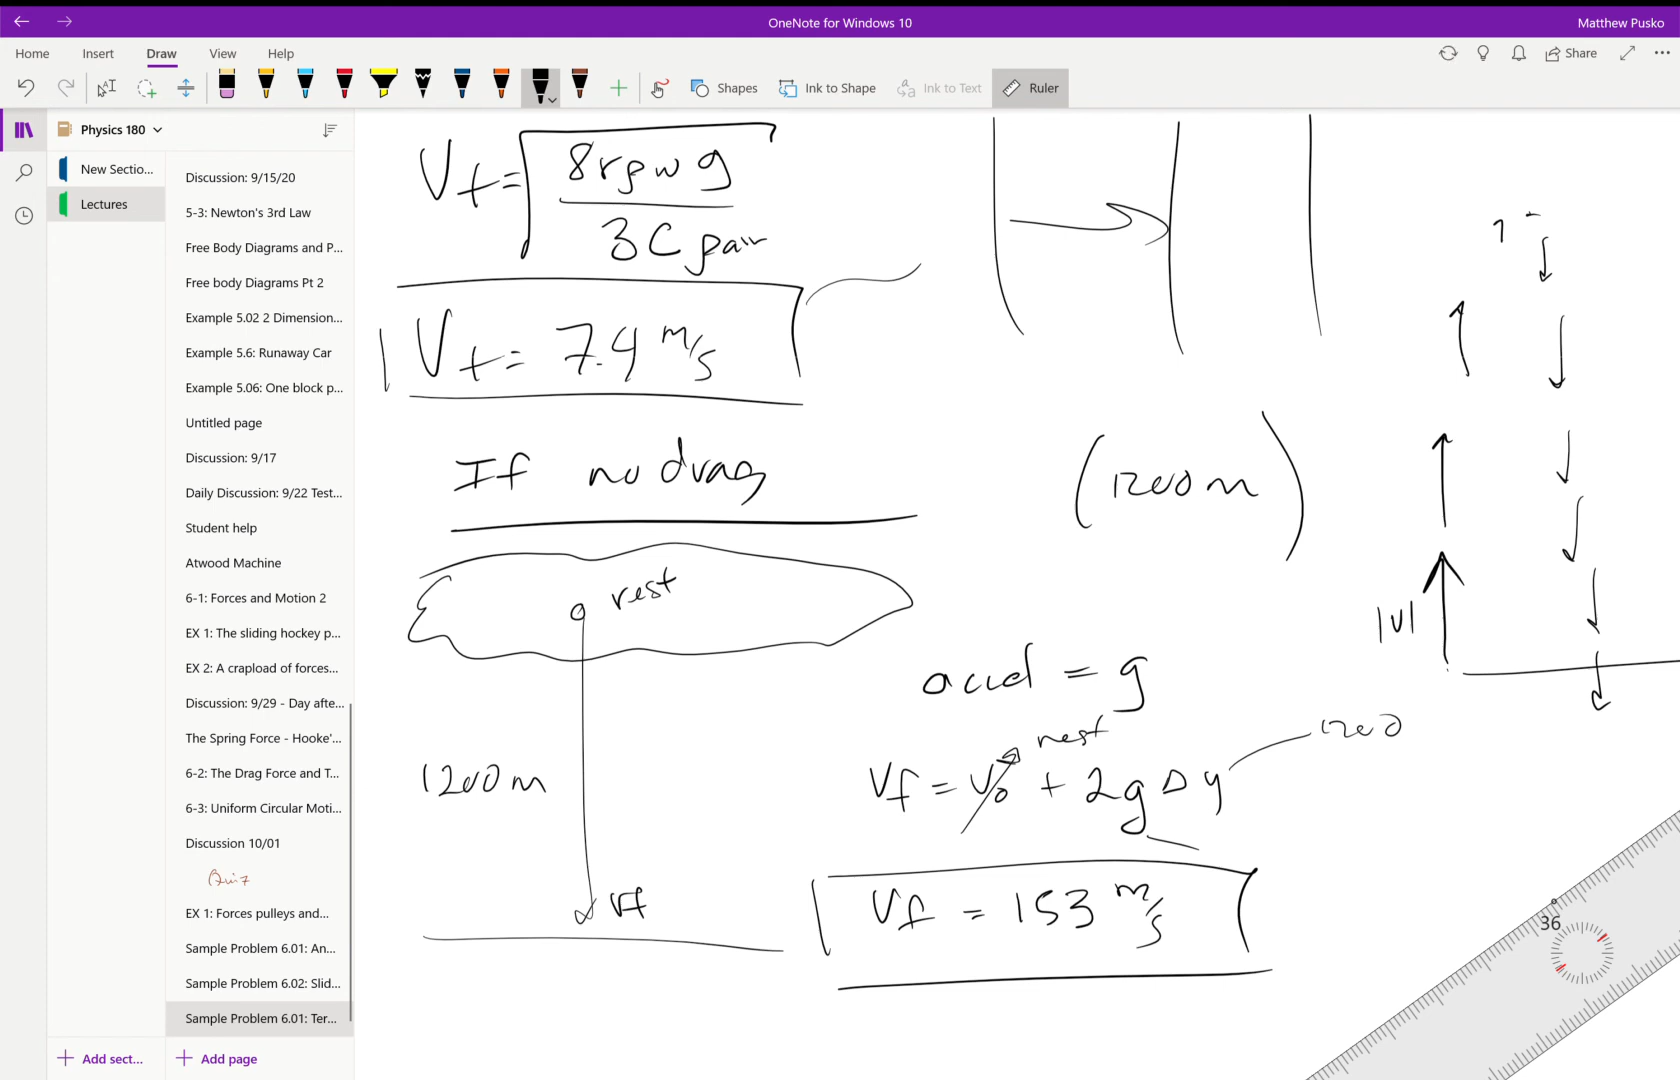 OneNote for Windows 10
Matthew Pusko
Home Insert Draw View Help
Share
Shapes Ink to Shape Ink to Text Ruler
Physics 180
New Sectio...
Lectures
Discussion: 9/15/20
5-3: Newton's 3rd Law
Free Body Diagrams and P...
Free body Diagrams Pt 2
Example 5.02 2 Dimension...
Example 5.6: Runaway Car
Example 5.06: One block p...
Untitled page
Discussion: 9/17
Daily Discussion: 9/22 Test...
Student help
Atwood Machine
6-1: Forces and Motion 2
EX 1: The sliding hockey p...
EX 2: A crapload of forces...
Discussion: 9/29 - Day afte...
The Spring Force - Hooke'...
6-2: The Drag Force and T...
6-3: Uniform Circular Moti...
Discussion 10/01
Quiz
EX 1: Forces pulleys and...
Sample Problem 6.01: An...
Sample Problem 6.02: Slid...
Sample Problem 6.01: Ter...
Add sect...
Add page
Vt = √ 8rρwg
3Cρair
Vt = 7.4 m/s
If no drag
(1200m)
rest
|v|
accel = g
rest
1200
1200m
Vf = V0 + 2gΔy
Vf
Vf = 153 m/s
36